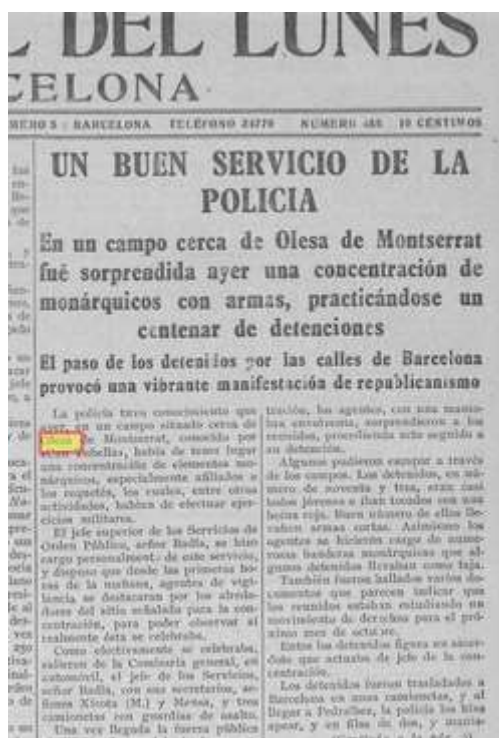 L DEL LUNES
CELONA
MERO 5 : BARCELONA TELÉFONO 24779 NUMERO 10 CÉNTIMOS
UN BUEN SERVICIO DE LA
POLICIA
En un campo cerca de Olesa de Montserrat
fué sorprendida ayer una concentración de
monárquicos con armas, practicándose un
centenar de detenciones
El paso de los detenidos por las calles de Barcelona
provocó una vibrante manifestación de republicanismo
La policía tuvo conocimiento que
ayer, en un campo situado cerca de
Olesa de Montserrat, conocido por
había de tener lugar
una concentración de elementos mo-
nárquicos, especialmente afiliados a
los requetés, los cuales, entre otras
actividades, habían de efectuar ejer-
cicios militares.
El jefe superior de los Servicios de
Orden Público, señor Badía, se hizo
cargo personalmente de este servicio,
y dispuso que desde las primeras ho-
ras de la mañana, agentes de vigi-
lancia se destacaran por los alrede-
dores del sitio señalado para la con-
centración, para poder observar si
realmente ésta se celebraba.
Como efectivamente se celebraba,
salieron de la Comisaría general, en
automóvil, el jefe de los Servicios,
señor Badía, con sus secretarios, se-
ñores Xicota (M.) y Mensa, y tres
camionetas con guardias de asalto.
Una vez llegada la fuerza pública
tración, los agentes, con una manio-
bra envolvente, sorprendieron a los
reunidos, procediendo acto seguido a
su detención.
Algunos pudieron escapar a través
de los campos. Los detenidos, en nú-
mero de noventa y tres, eran casi
todos jóvenes e iban tocados con una
boina roja. Buen número de ellos lle-
vaban armas cortas. Asimismo los
agentes se hicieron cargo de nume-
rosas banderas monárquicas que al-
gunos detenidos llevaban como faja.
También fueron hallados varios do-
cumentos que parecen indicar que
los reunidos estaban estudiando un
movimiento de derechas para el pró-
ximo mes de octubre.
Entre los detenidos figura un sacer-
dote que actuaba de jefe de la con-
centración.
Los detenidos fueron trasladados a
Barcelona en unas camionetas, y al
llegar a Pedralbes, la policía los hizo
apear, y en filas de dos, y mania-